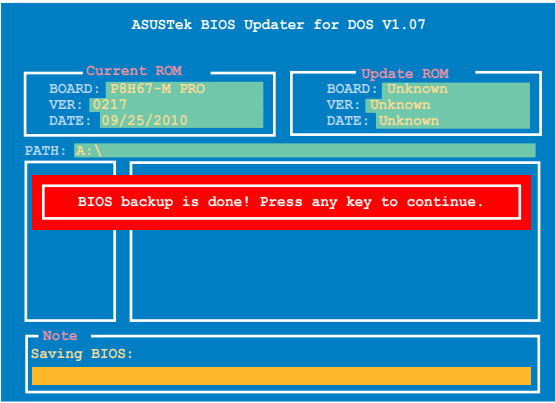 ASUSTek BIOS Updater for DOS V1.07
Current ROM
BOARD: P8H67-M PRO
VER: 0217
DATE: 09/25/2010
Update ROM
BOARD: Unknown
VER: Unknown
DATE: Unknown
PATH: A:\
BIOS backup is done! Press any key to continue.
Note
Saving BIOS: